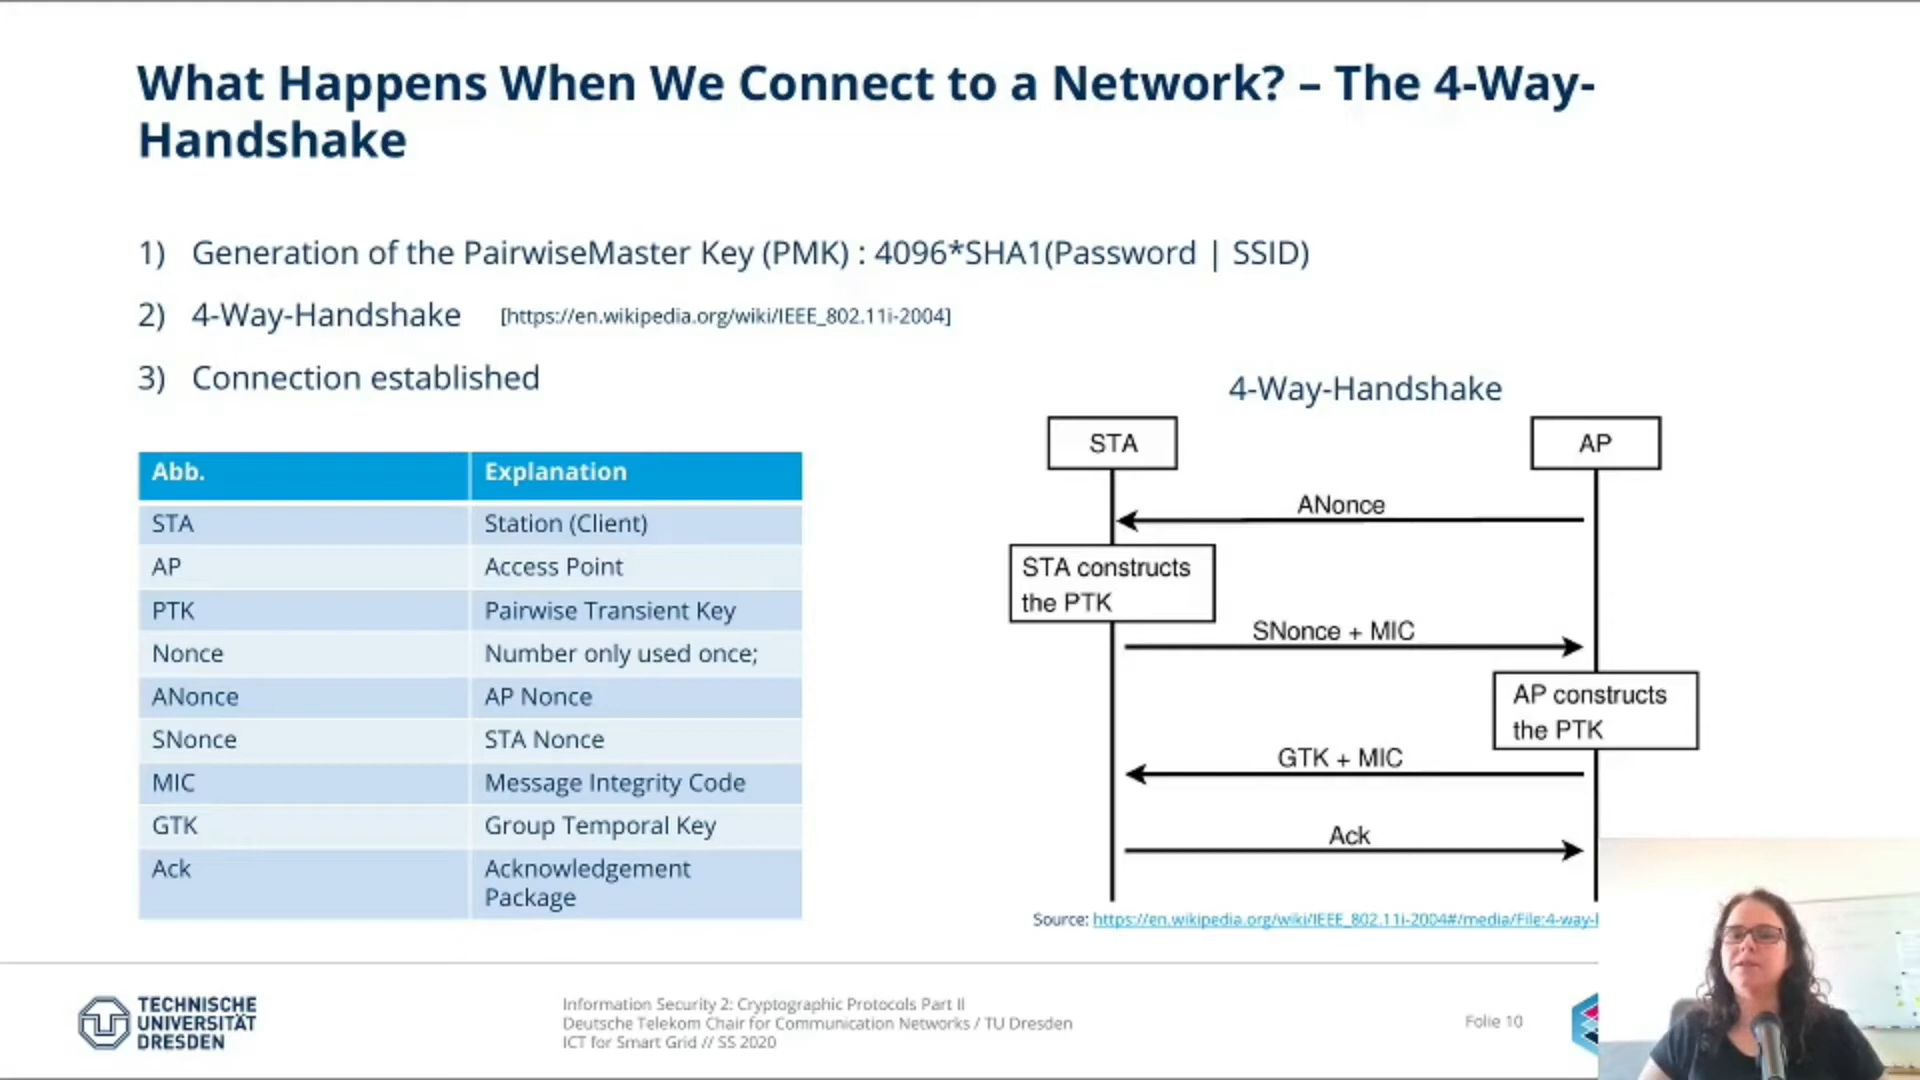 What Happens When We Connect to a Network? – The 4-Way-
Handshake
1) Generation of the PairwiseMaster Key (PMK) : 4096*SHA1(Password | SSID)
2) 4-Way-Handshake [https://en.wikipedia.org/wiki/IEEE_802.11i-2004]
3) Connection established
Abb. Explanation
STA Station (Client)
AP Access Point
PTK Pairwise Transient Key
Nonce Number only used once;
ANonce AP Nonce
SNonce STA Nonce
MIC Message Integrity Code
GTK Group Temporal Key
Ack Acknowledgement
Package
4-Way-Handshake
STA AP
ANonce
STA constructs
the PTK
SNonce + MIC
AP constructs
the PTK
GTK + MIC
Ack
Source: https://en.wikipedia.org/wiki/IEEE_802.11i-2004#/media/File:4-way-
TECHNISCHE
UNIVERSITÄT
DRESDEN
Information Security 2: Cryptographic Protocols Part II
Deutsche Telekom Chair for Communication Networks / TU Dresden
ICT for Smart Grid // SS 2020
Folie 10